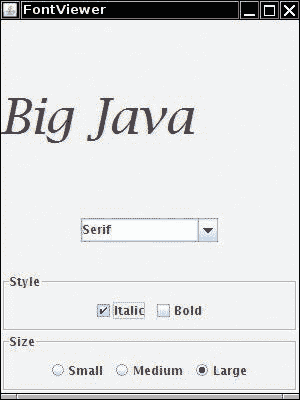 FontViewer
Big Java
Serif
Style
Italic Bold
Size
Small Medium Large